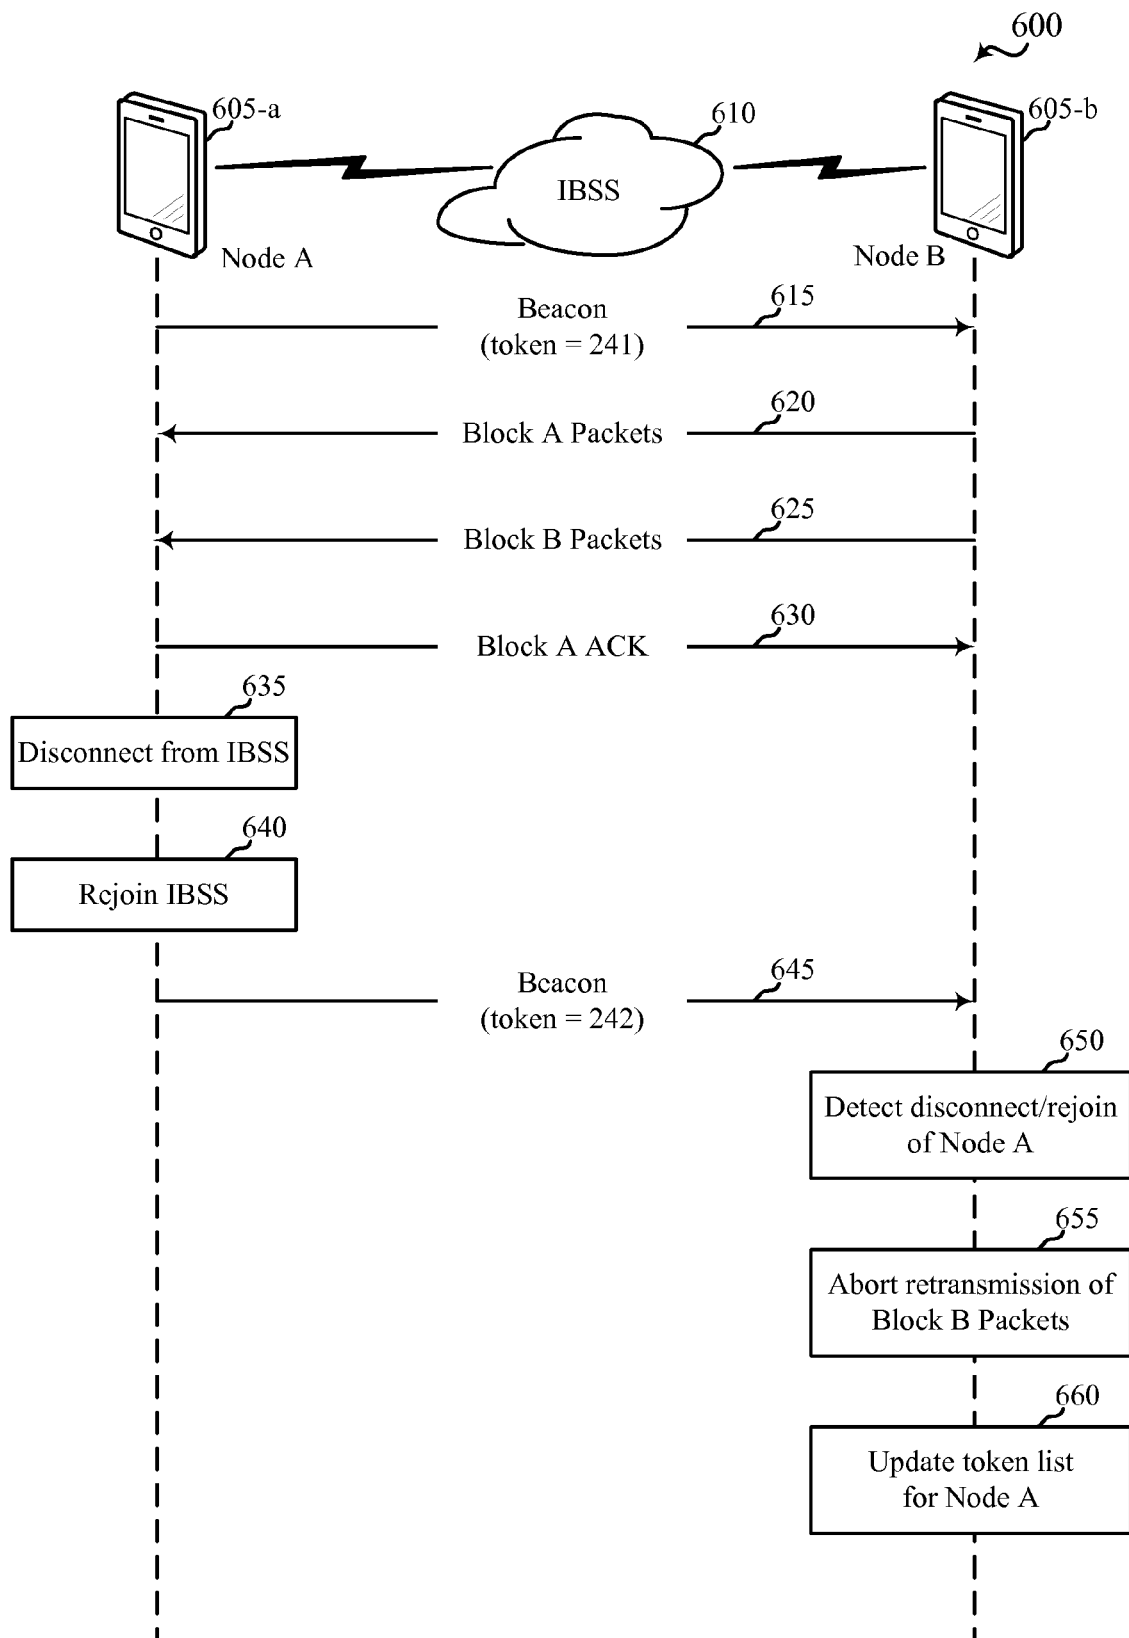 600
605-a
610
605-b
IBSS
Node A
Node B
Beacon
615
(token = 241)
620
Block A Packets
625
Block B Packets
630
Block A ACK
635
Disconnect from IBSS
640
Rejoin IBSS
Beacon
645
(token = 242)
650
Detect disconnect/rejoin
of Node A
655
Abort retransmission of
Block B Packets
660
Update token list
for Node A